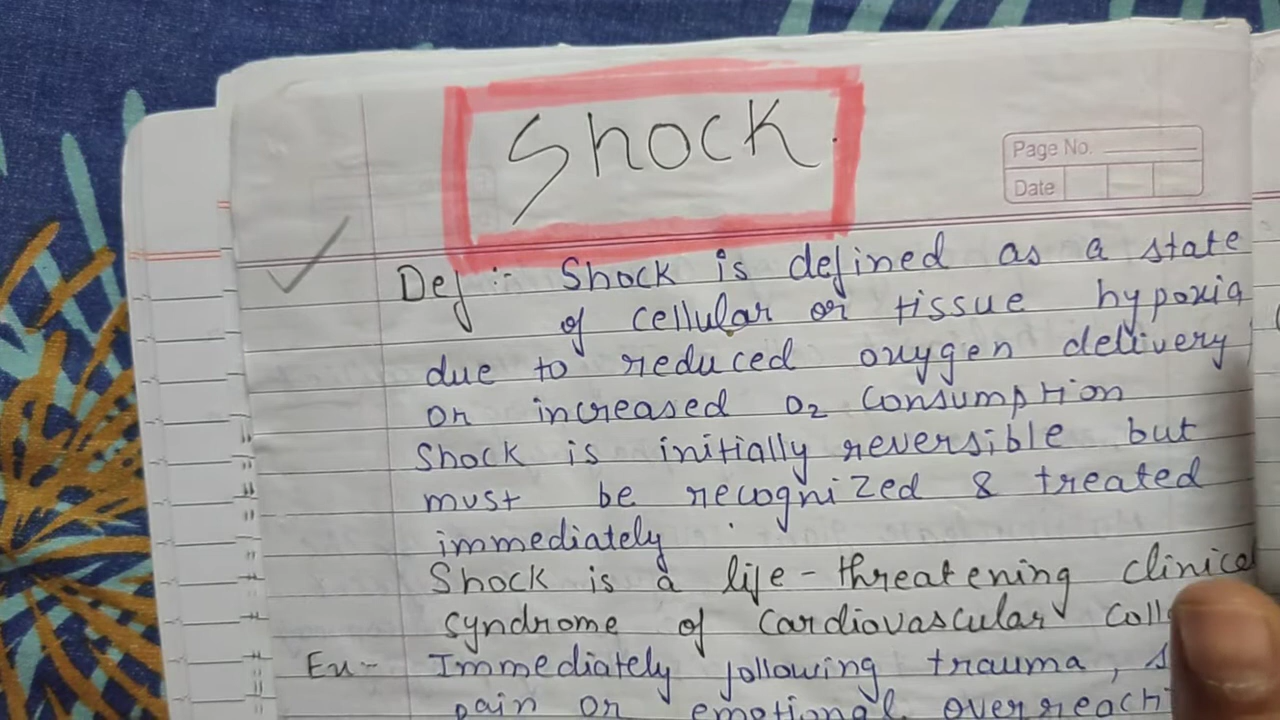 Shock.
Page No.
Date
Def :- Shock is defined as a state
of cellular or tissue hypoxia
due to reduced oxygen delivery
or increased O2 consumption
Shock is initially reversible but
must be recognized & treated
immediately
Shock is a life-threatening clinical
syndrome of cardiovascular
Ex:- Immediately following trauma,
pain or emotional